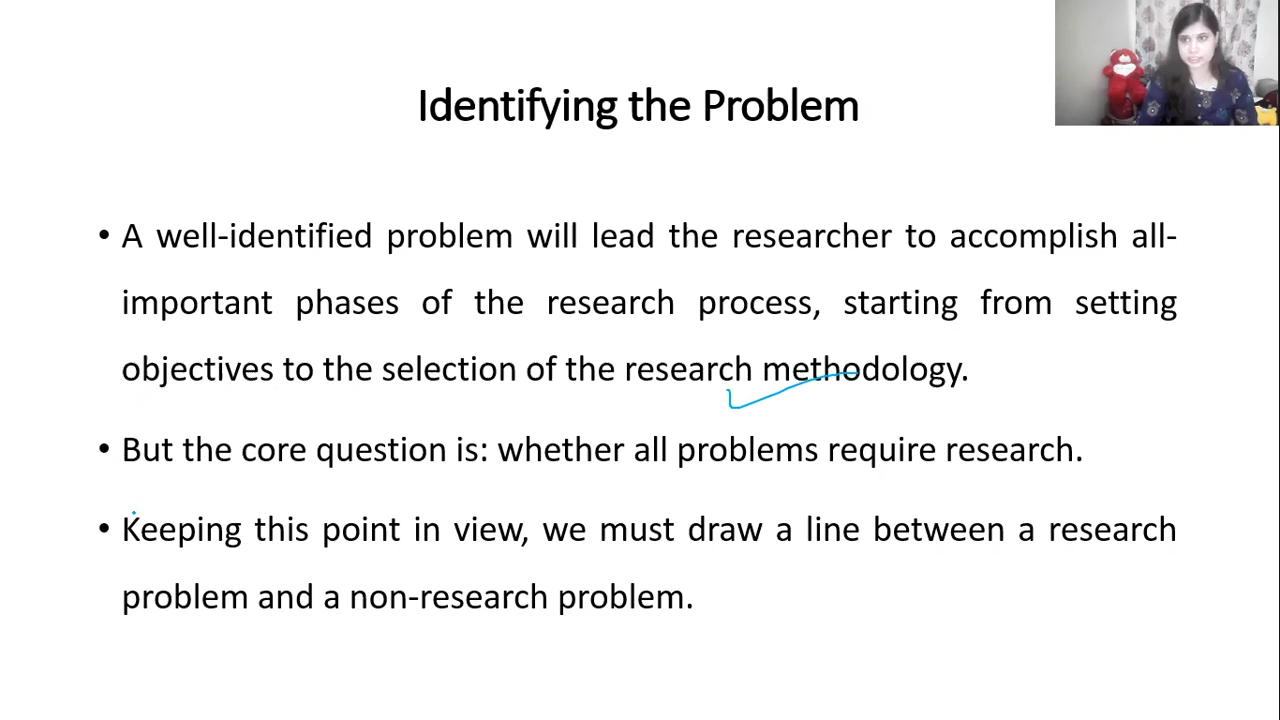 Identifying the Problem
• A well-identified problem will lead the researcher to accomplish all-
important phases of the research process, starting from setting
objectives to the selection of the research methodology.
• But the core question is: whether all problems require research.
• Keeping this point in view, we must draw a line between a research
problem and a non-research problem.